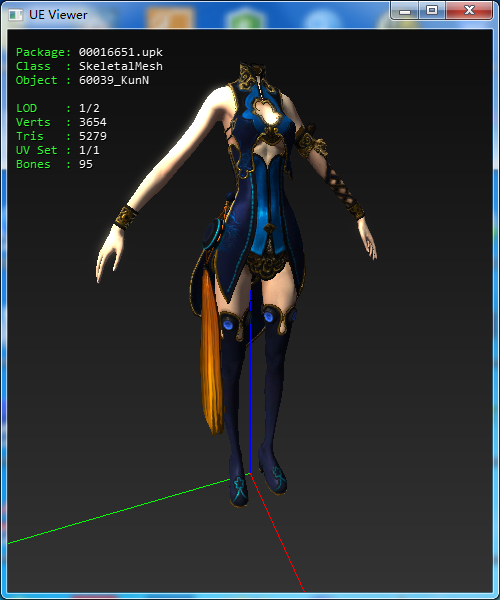 UE Viewer
Package: 00016651.upk
Class : SkeletalMesh
Object : 60039_KunN
LOD : 1/2
Verts : 3654
Tris : 5279
UV Set : 1/1
Bones : 95